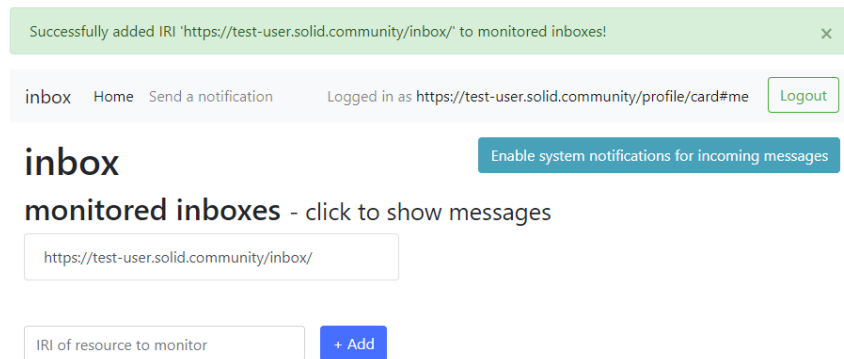 Successfully added IRI 'https://test-user.solid.community/inbox/' to monitored inboxes! ×
inbox Home Send a notification Logged in as https://test-user.solid.community/profile/card#me Logout
inbox Enable system notifications for incoming messages
monitored inboxes - click to show messages
https://test-user.solid.community/inbox/
IRI of resource to monitor + Add